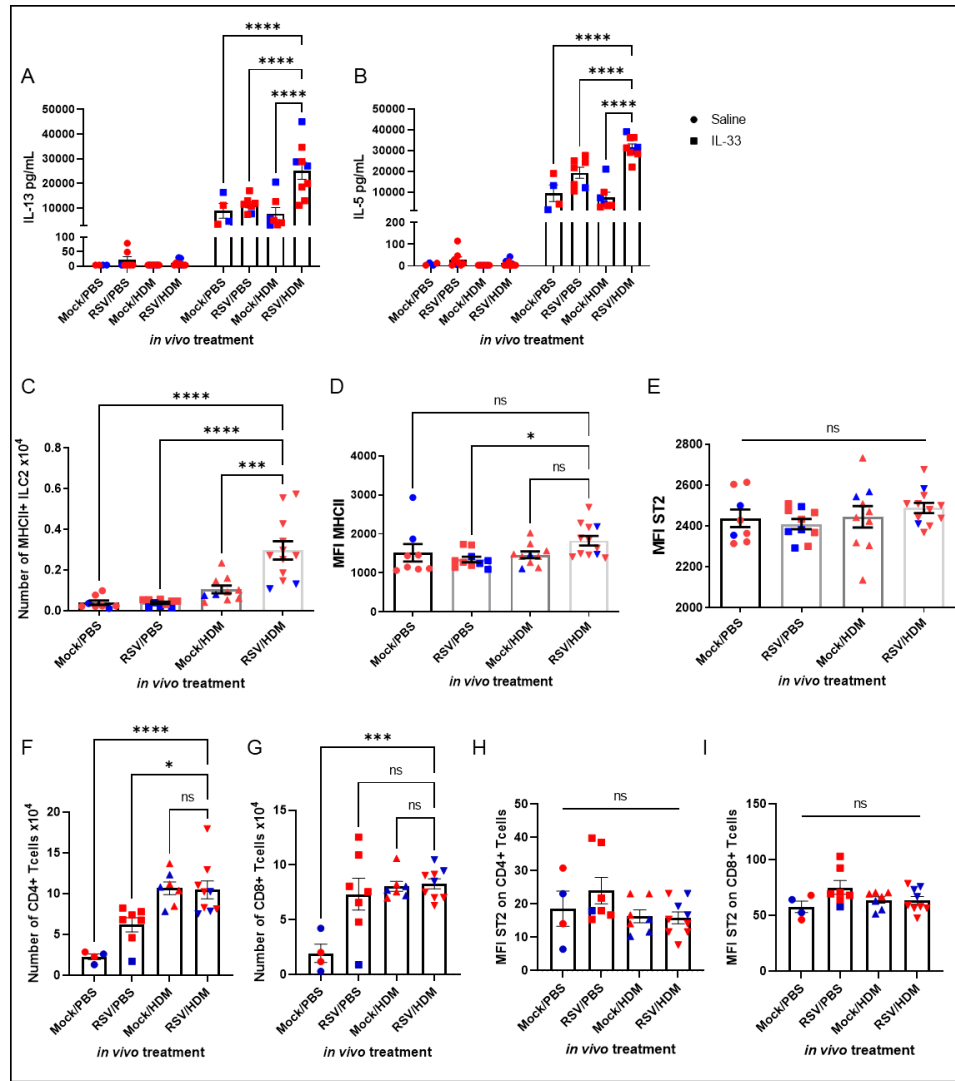 A
****
****
****
IL-13 pg/mL
50000
40000
30000
20000
10000
100
50
0
Mock/PBS
RSV/PBS
Mock/HDM
RSV/HDM
Mock/PBS
RSV/PBS
Mock/HDM
RSV/HDM
in vivo treatment
B
****
****
****
IL-5 pg/mL
50000
40000
30000
20000
10000
200
100
0
Mock/PBS
RSV/PBS
Mock/HDM
RSV/HDM
Mock/PBS
RSV/PBS
Mock/HDM
RSV/HDM
in vivo treatment
Saline
IL-33
C
****
****
***
Number of MHCII+ ILC2 x10⁴
0.8
0.6
0.4
0.2
0.0
Mock/PBS
RSV/PBS
Mock/HDM
RSV/HDM
in vivo treatment
D
ns
*
ns
MFI MHCII
4000
3000
2000
1000
0
Mock/PBS
RSV/PBS
Mock/HDM
RSV/HDM
in vivo treatment
E
ns
MFI ST2
2800
2600
2400
2200
2000
Mock/PBS
RSV/PBS
Mock/HDM
RSV/HDM
in vivo treatment
F
****
*
ns
Number of CD4+ Tcells x10⁴
20
15
10
5
0
Mock/PBS
RSV/PBS
Mock/HDM
RSV/HDM
in vivo treatment
G
***
ns
ns
Number of CD8+ Tcells x10⁴
15
10
5
0
Mock/PBS
RSV/PBS
Mock/HDM
RSV/HDM
in vivo treatment
H
ns
MFI ST2 on CD4+ Tcells
50
40
30
20
10
0
Mock/PBS
RSV/PBS
Mock/HDM
RSV/HDM
in vivo treatment
I
ns
MFI ST2 on CD8+ Tcells
150
100
50
0
Mock/PBS
RSV/PBS
Mock/HDM
RSV/HDM
in vivo treatment